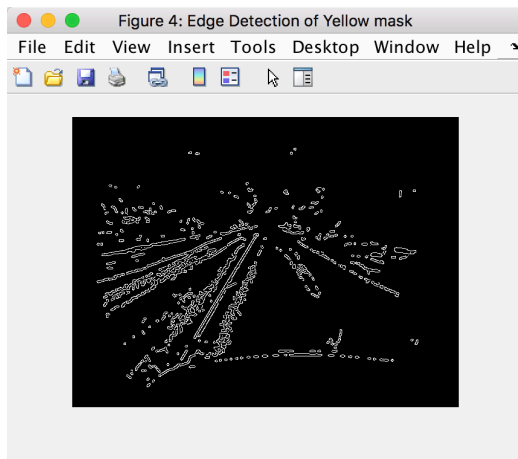 Figure 4: Edge Detection of Yellow mask
File Edit View Insert Tools Desktop Window Help